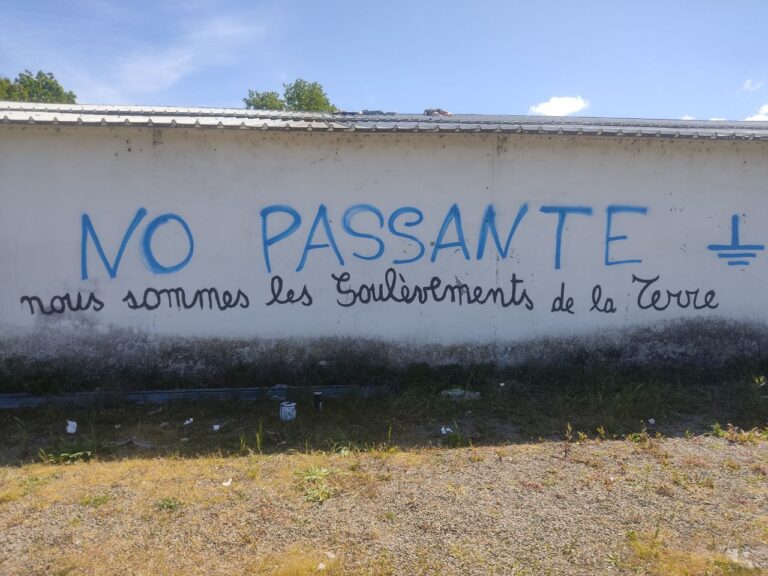 NO PASSANTE
nous sommes les Soulèvements de la Terre